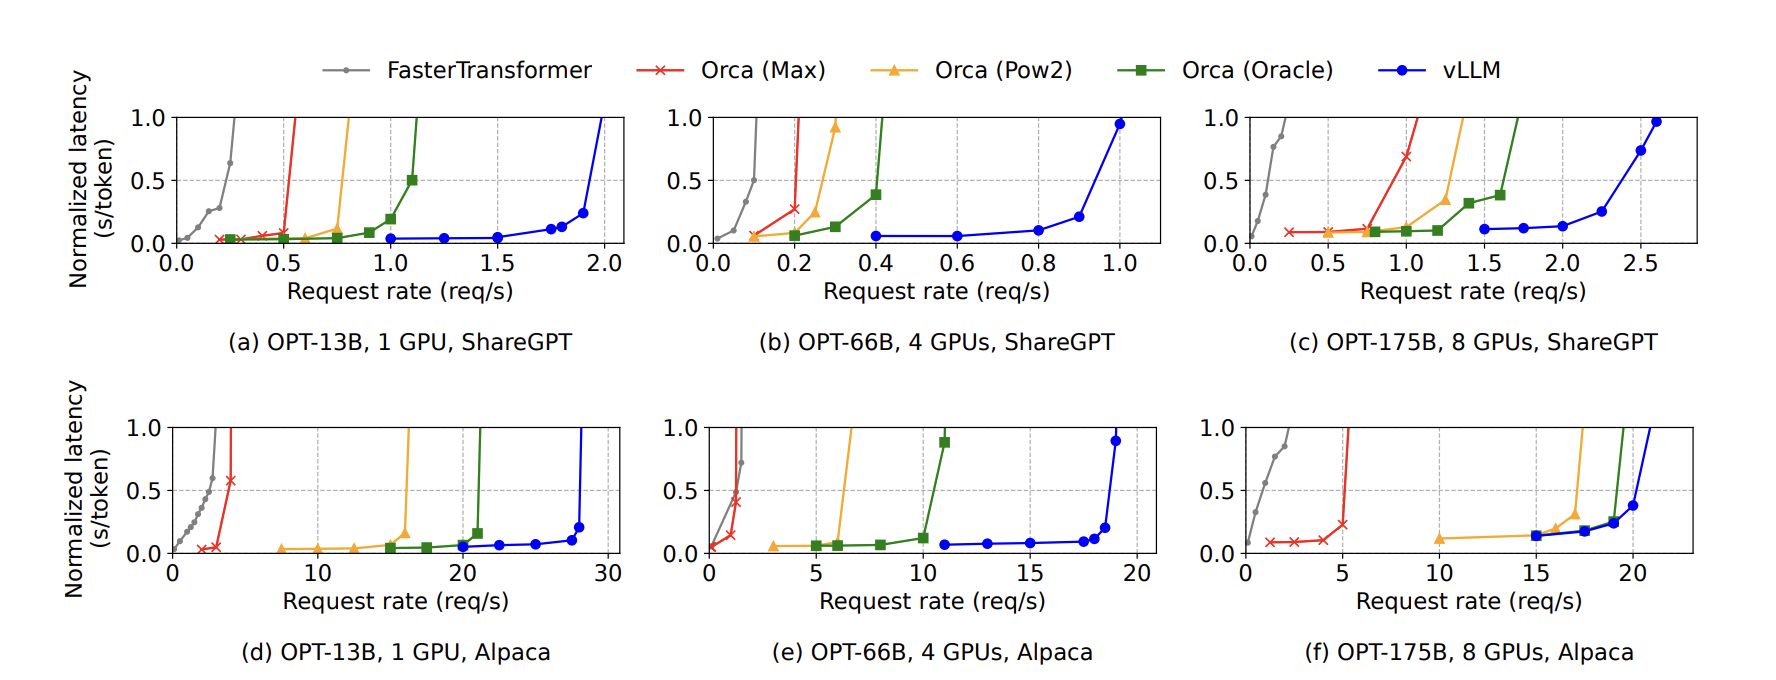 FasterTransformer Orca (Max) Orca (Pow2) Orca (Oracle) vLLM
Normalized latency
(s/token)
1.0
0.5
0.0
0.0 0.5 1.0 1.5 2.0
Request rate (req/s)
(a) OPT-13B, 1 GPU, ShareGPT
1.0
0.5
0.0
0.0 0.2 0.4 0.6 0.8 1.0
Request rate (req/s)
(b) OPT-66B, 4 GPUs, ShareGPT
1.0
0.5
0.0
0.0 0.5 1.0 1.5 2.0 2.5
Request rate (req/s)
(c) OPT-175B, 8 GPUs, ShareGPT
Normalized latency
(s/token)
1.0
0.5
0.0
0 10 20 30
Request rate (req/s)
(d) OPT-13B, 1 GPU, Alpaca
1.0
0.5
0.0
0 5 10 15 20
Request rate (req/s)
(e) OPT-66B, 4 GPUs, Alpaca
1.0
0.5
0.0
0 5 10 15 20
Request rate (req/s)
(f) OPT-175B, 8 GPUs, Alpaca